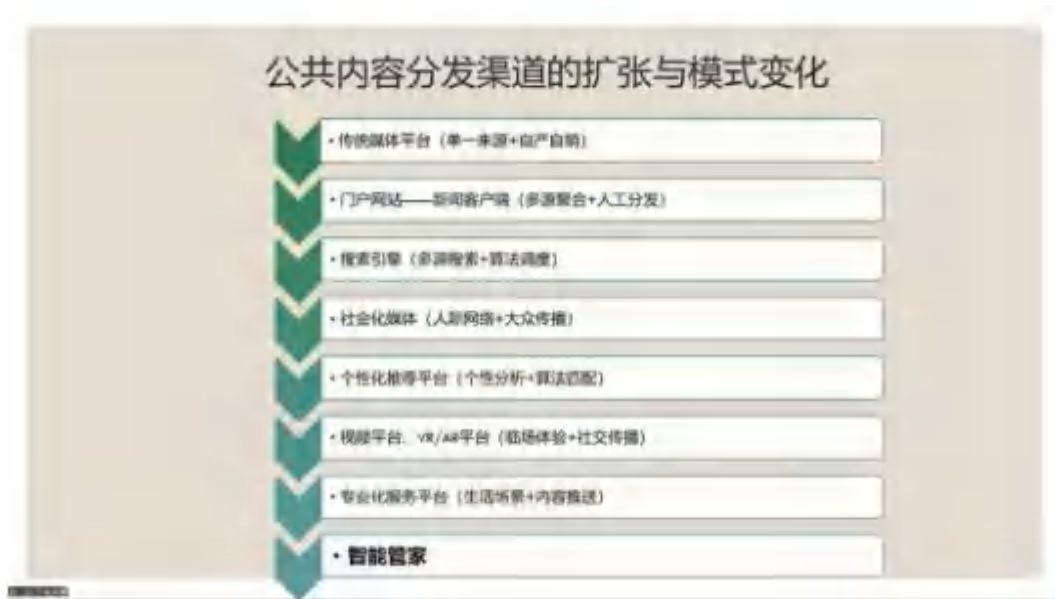 公共内容分发渠道的扩张与模式变化
• 传统媒体平台（单一来源+自产自销）
• 门户网站——新闻客户端（多源聚合+人工分发）
• 搜索引擎（多源搜索+算法调度）
• 社会化媒体（人际网络+大众传播）
• 个性化推荐平台（个性分析+算法匹配）
• 视频平台、VR/AR平台（临场体验+社交传播）
• 专业化服务平台（生活场景+内容推送）
• 智能管家